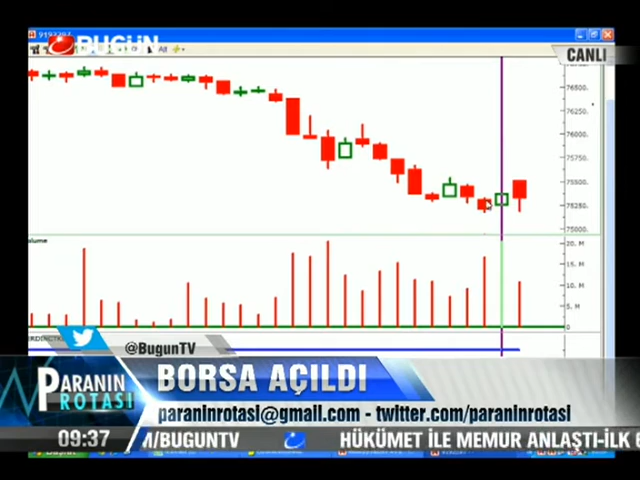 BUGÜN
CANLI
76500.
76250.
76000.
75750.
75500.
75250.
75000.
20. M
15. M
10. M
5. M
0
@BugunTV
PARANIN
ROTASI
BORSA AÇILDI
paraninrotasi@gmail.com - twitter.com/paraninrotasi
09:37
M/BUGUNTV
HÜKÜMET İLE MEMUR ANLAŞTI-İLK 6